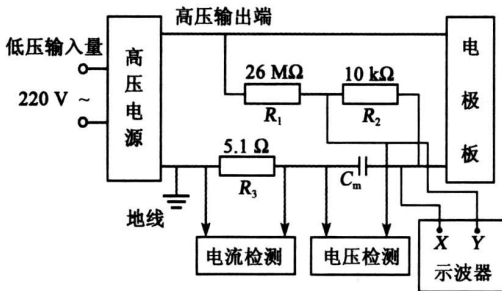 高压输出端
低压输入量
220 V ~
高压电源
26 MΩ
R₁
10 kΩ
R₂
电极板
5.1 Ω
R₃
Cₘ
地线
电流检测
电压检测
X Y
示波器